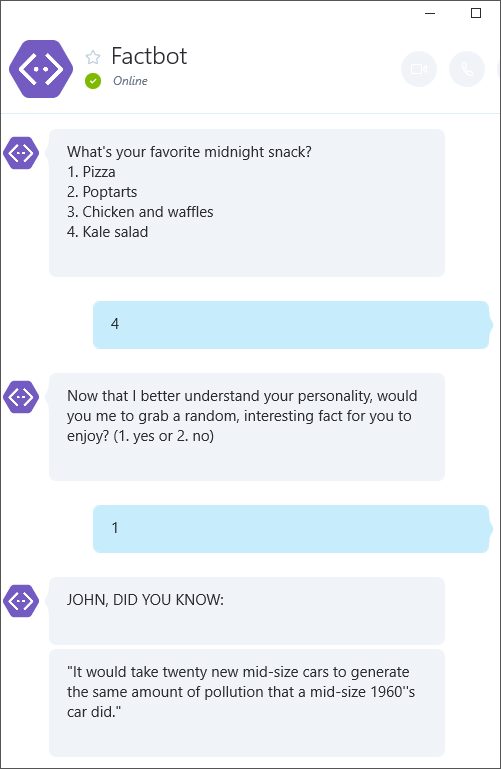 Factbot
Online
What's your favorite midnight snack?
1. Pizza
2. Poptarts
3. Chicken and waffles
4. Kale salad
4
Now that I better understand your personality, would
you me to grab a random, interesting fact for you to
enjoy? (1. yes or 2. no)
1
JOHN, DID YOU KNOW:
"It would take twenty new mid-size cars to generate
the same amount of pollution that a mid-size 1960''s
car did."